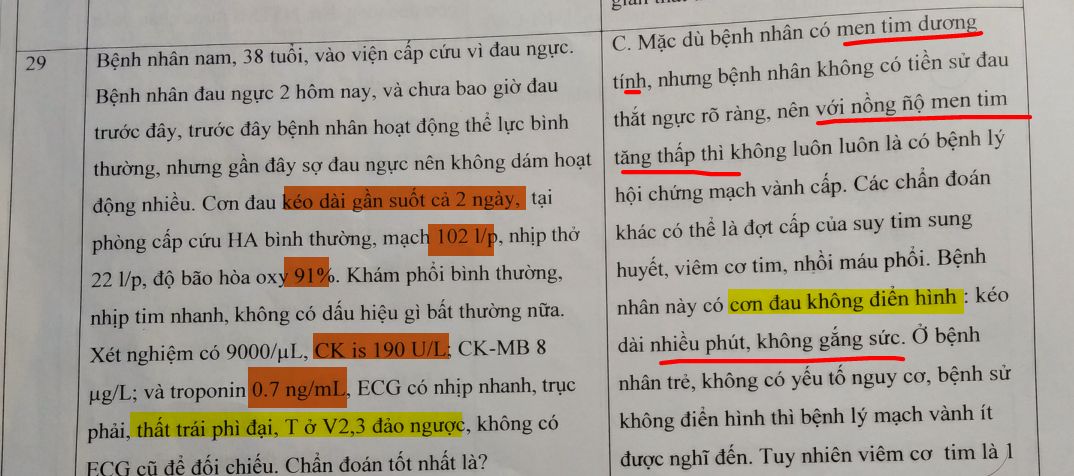 29
Bệnh nhân nam, 38 tuổi, vào viện cấp cứu vì đau ngực.
Bệnh nhân đau ngực 2 hôm nay, và chưa bao giờ đau
trước đây, trước đây bệnh nhân hoạt động thể lực bình
thường, nhưng gần đây sợ đau ngực nên không dám hoạt
động nhiều. Cơn đau kéo dài gần suốt cả 2 ngày, tại
phòng cấp cứu HA bình thường, mạch 102 l/p, nhịp thở
22 l/p, độ bão hòa oxy 91%. Khám phổi bình thường,
nhịp tim nhanh, không có dấu hiệu gì bất thường nữa.
Xét nghiệm có 9000/μL, CK is 190 U/L; CK-MB 8
μg/L; và troponin 0.7 ng/mL, ECG có nhịp nhanh, trục
phải, thất trái phì đại, T ở V2,3 đảo ngược, không có
ECG cũ để đối chiếu. Chẩn đoán tốt nhất là?
C. Mặc dù bệnh nhân có men tim dương
tính, nhưng bệnh nhân không có tiền sử đau
thắt ngực rõ ràng, nên với nồng ñộ men tim
tăng thấp thì không luôn luôn là có bệnh lý
hội chứng mạch vành cấp. Các chẩn đoán
khác có thể là đợt cấp của suy tim sung
huyết, viêm cơ tim, nhồi máu phổi. Bệnh
nhân này có cơn đau không điển hình : kéo
dài nhiều phút, không gắng sức. Ở bệnh
nhân trẻ, không có yếu tố nguy cơ, bệnh sử
không điển hình thì bệnh lý mạch vành ít
được nghĩ đến. Tuy nhiên viêm cơ tim là 1